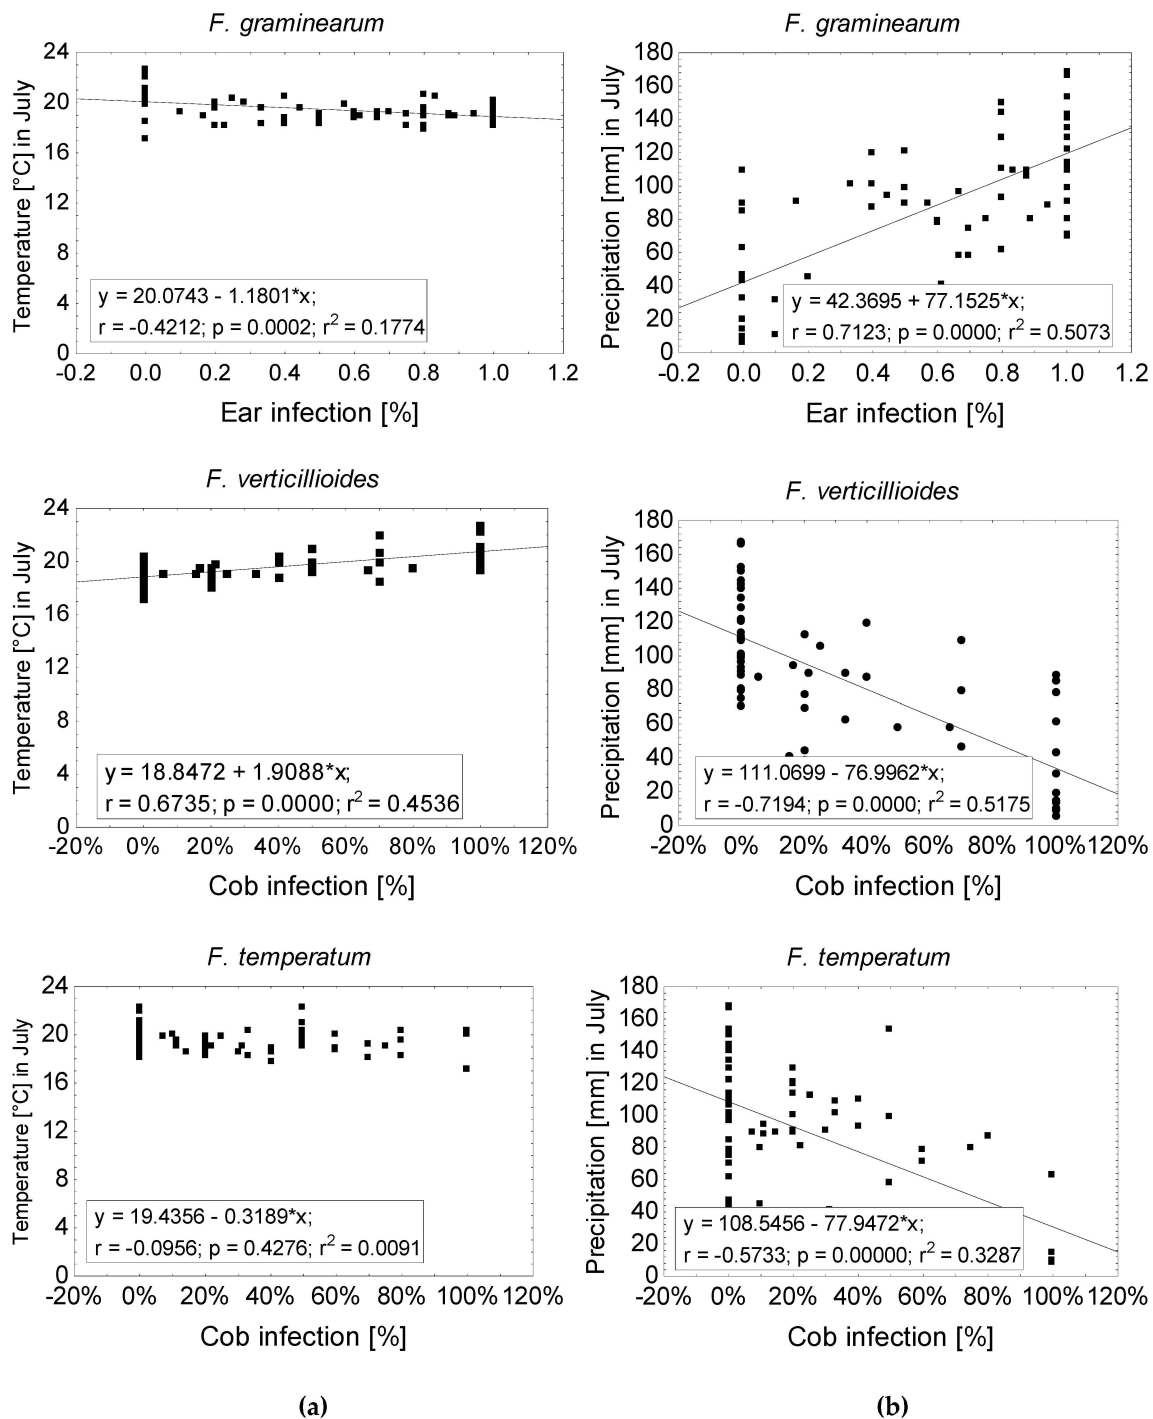 F. graminearum
Temperature [°C] in July
24
20
16
12
8
4
0
y = 20.0743 - 1.1801*x;
r = -0.4212; p = 0.0002; r² = 0.1774
-0.2 0.0 0.2 0.4 0.6 0.8 1.0 1.2
Ear infection [%]
F. graminearum
Precipitation [mm] in July
180
160
140
120
100
80
60
40
20
0
y = 42.3695 + 77.1525*x;
r = 0.7123; p = 0.0000; r² = 0.5073
-0.2 0.0 0.2 0.4 0.6 0.8 1.0 1.2
Ear infection [%]
F. verticillioides
Temperature [°C] in July
24
20
16
12
8
4
0
y = 18.8472 + 1.9088*x;
r = 0.6735; p = 0.0000; r² = 0.4536
-20% 0% 20% 40% 60% 80% 100% 120%
Cob infection [%]
F. verticillioides
Precipitation [mm] in July
180
160
140
120
100
80
60
40
20
0
y = 111.0699 - 76.9962*x;
r = -0.7194; p = 0.0000; r² = 0.5175
-20% 0% 20% 40% 60% 80% 100% 120%
Cob infection [%]
F. temperatum
Temperature [°C] in July
24
20
16
12
8
4
0
y = 19.4356 - 0.3189*x;
r = -0.0956; p = 0.4276; r² = 0.0091
-20% 0% 20% 40% 60% 80% 100% 120%
Cob infection [%]
F. temperatum
Precipitation [mm] in July
180
160
140
120
100
80
60
40
20
0
y = 108.5456 - 77.9472*x;
r = -0.5733; p = 0.00000; r² = 0.3287
-20% 0% 20% 40% 60% 80% 100% 120%
Cob infection [%]
(a)
(b)